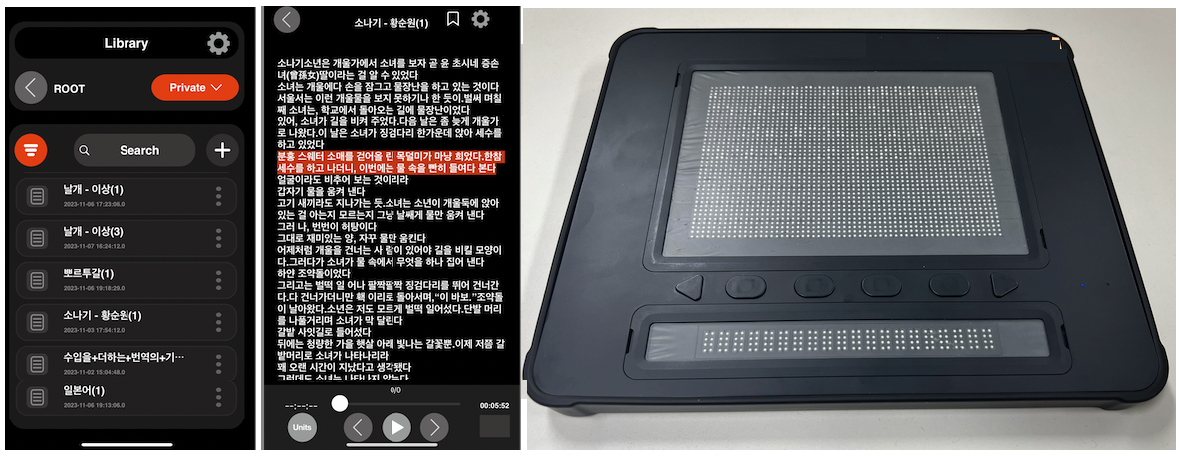 Library
ROOT
Private
Search
날개 - 이상(1)
2023-11-06 17:23:06.0
날개 - 이상(3)
2023-11-07 16:24:12.0
뽀르투갈(1)
2023-11-06 19:18:29.0
소나기 - 황순원(1)
2023-11-03 17:54:12.0
수입을+더하는+번역의+기…
2023-11-02 15:04:48.0
일본어(1)
2023-11-06 19:13:06.0
소나기 - 황순원(1)
소나기소년은 개울가에서 소녀를 보자 곧 윤 초시네 증손
녀(曾孫女)딸이라는 걸 알 수 있었다
소녀는 개울에다 손을 잠그고 물장난을 하고 있는 것이다
서울서는 이런 개울물을 보지 못하기나 한 듯이.벌써 며칠
째 소녀는, 학교에서 돌아오는 길에 물장난이었다
있어, 소녀가 길을 비켜 주었다.다음 날은 좀 늦게 개울가
로 나왔다.이 날은 소녀가 징검다리 한가운데 앉아 세수를
하고 있었다
분홍 스웨터 소매를 걷어올 린 목덜미가 마냥 희었다.한참
세수를 하고 나더니, 이번에는 물 속을 빤히 들여다 본다
얼굴이라도 비추어 보는 것이리라
갑자기 물을 움켜 낸다
고기 새끼라도 지나가는 듯.소녀는 소년이 개울둑에 앉아
있는 걸 아는지 모르는지 그냥 날쌔게 물만 움켜 낸다
그러 나, 번번이 허탕이다
그대로 재미있는 양, 자꾸 물만 움킨다
어제처럼 개울을 건너는 사 람이 있어야 길을 비킬 모양이
다.그러다가 소녀가 물 속에서 무엇을 하나 집어 낸다
하얀 조약돌이었다
그리고는 벌떡 일 어나 팔짝팔짝 징검다리를 뛰어 건너간
다.다 건너가더니만 홱 이리로 돌아서며,“이 바보.”조약돌
이 날아왔다.소년은 저도 모르게 벌떡 일어섰다.단발 머리
를 나풀거리며 소녀가 막 달린다
갈밭 사잇길로 들어섰다
뒤에는 청량한 가을 햇살 아래 빛나는 갈꽃뿐.이제 저쯤 갈
밭머리로 소녀가 나타나리라
꽤 오랜 시간이 지났다고 생각됐다
그런데도 소녀는 나타나지 않는다
0/0
--:--:--
00:05:52
Units